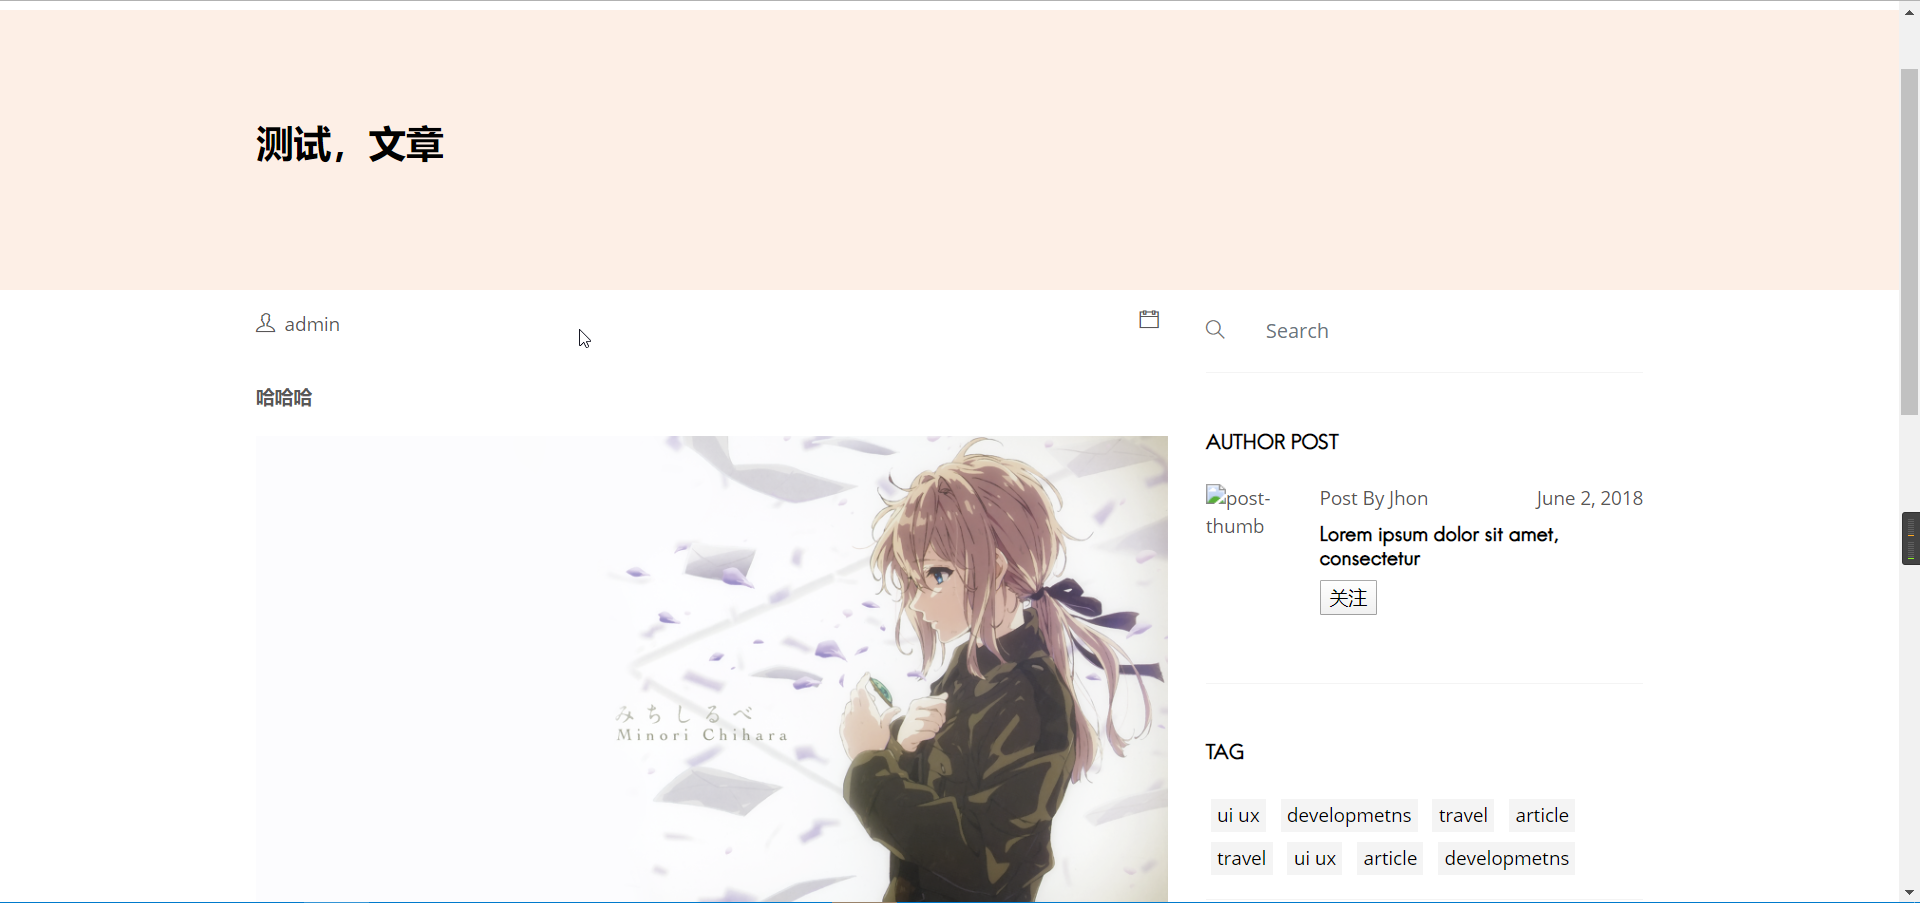 测试，文章
admin
Search
哈哈哈
みちしるべ
Minori Chihara
AUTHOR POST
post-
thumb
Post By Jhon
June 2, 2018
Lorem ipsum dolor sit amet,
consectetur
关注
TAG
ui ux developmetns travel article
travel ui ux article developmetns